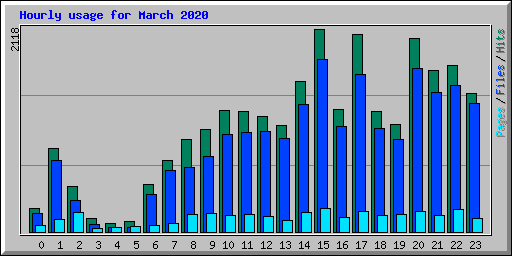 Hourly usage for March 2020
2118
Pages / Files / Hits
0 1 2 3 4 5 6 7 8 9 10 11 12 13 14 15 16 17 18 19 20 21 22 23